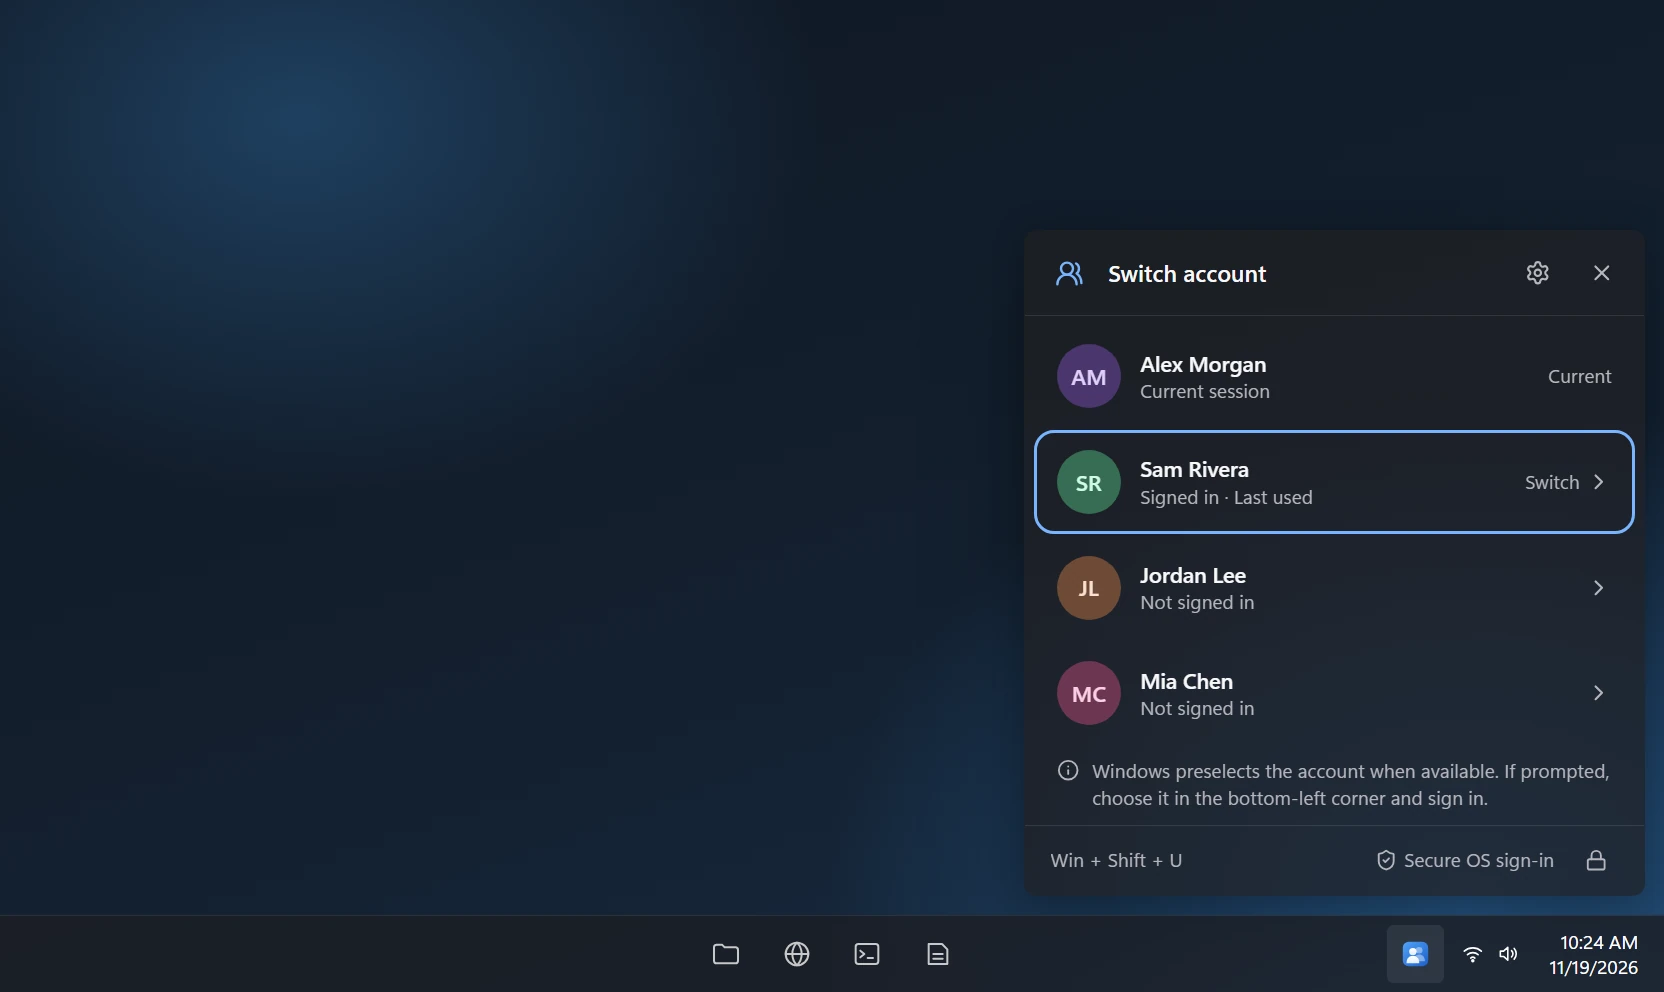 Switch account
AM
Alex Morgan
Current session
Current
SR
Sam Rivera
Signed in · Last used
Switch
JL
Jordan Lee
Not signed in
MC
Mia Chen
Not signed in
Windows preselects the account when available. If prompted,
choose it in the bottom-left corner and sign in.
Win + Shift + U
Secure OS sign-in
10:24 AM
11/19/2026